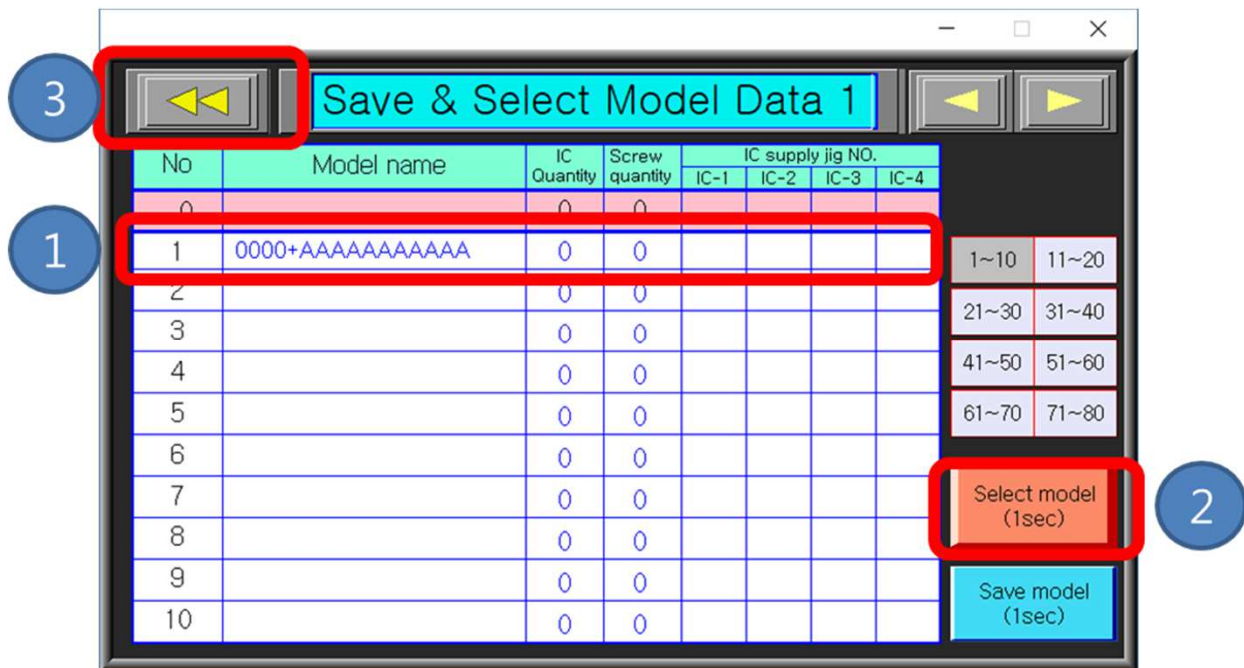 3
Save & Select Model Data 1
No Model name IC Quantity Screw quantity IC supply jig NO.
IC-1 IC-2 IC-3 IC-4
0 0 0
1
1 0000+AAAAAAAAAAA 0 0
2 0 0
3 0 0
4 0 0
5 0 0
6 0 0
7 0 0
8 0 0
9 0 0
10 0 0
1~10 11~20
21~30 31~40
41~50 51~60
61~70 71~80
Select model
(1sec)
2
Save model
(1sec)